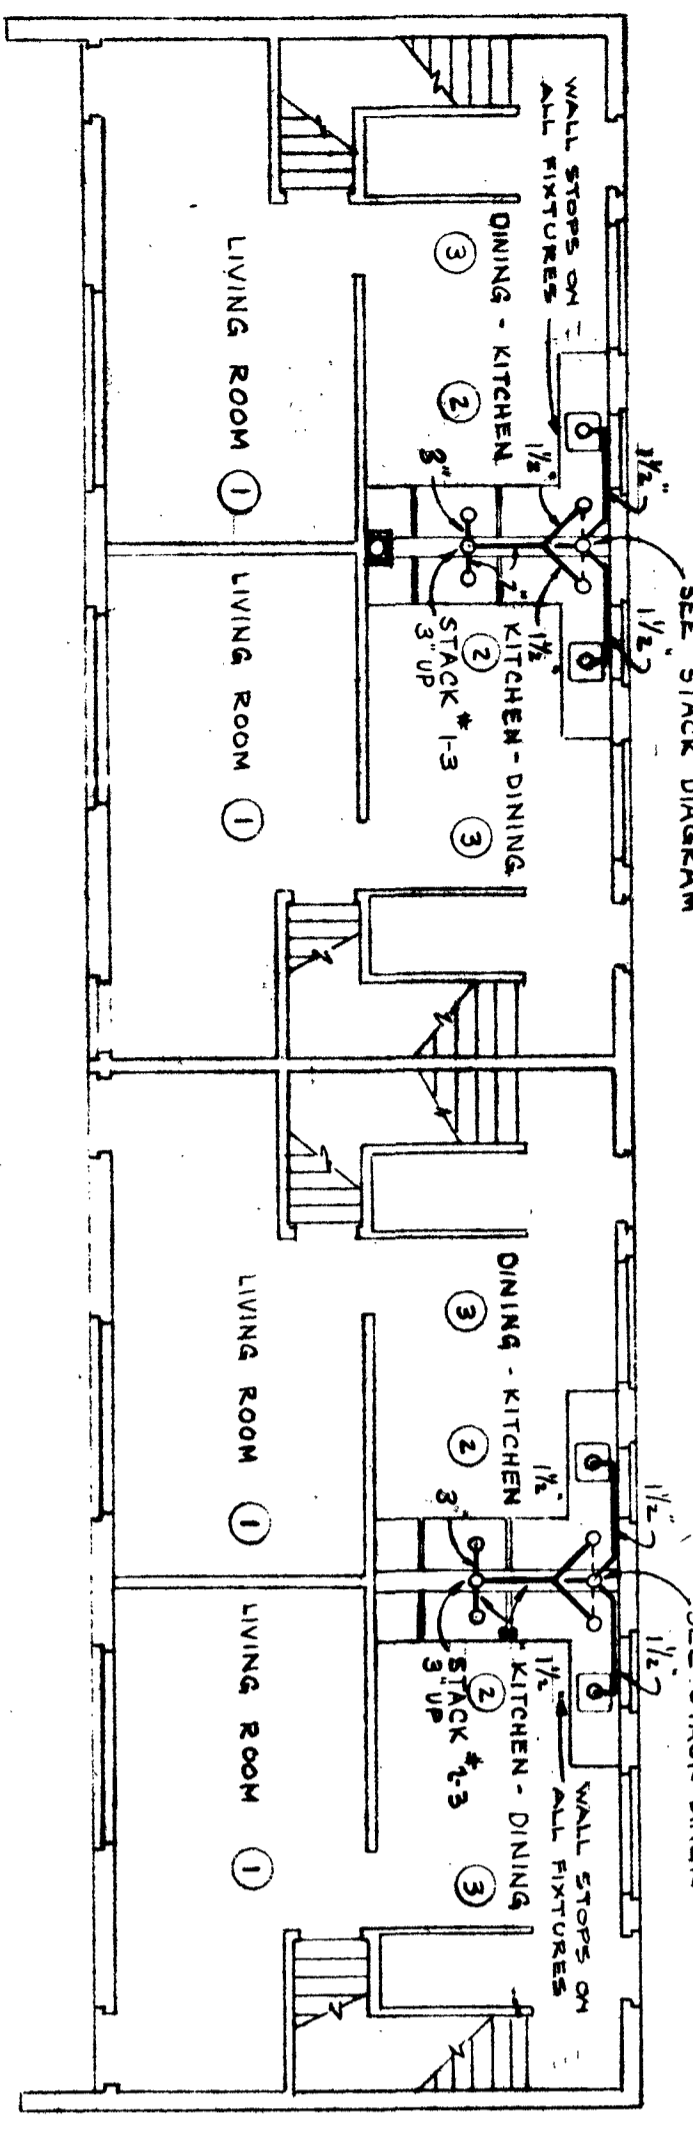 WALL STOPS ON
ALL FIXTURES
DINING - KITCHEN
3
2
LIVING ROOM 1
1½"
1½"
3"
SEE STACK DIAGRAM
1½"
2"
1½"
STACK #1-3
3" UP
2
KITCHEN - DINING
3
LIVING ROOM 1
DINING - KITCHEN
3
2
LIVING ROOM 1
1½"
1½"
3"
1½"
1½"
STACK #2-3
3" UP
2
KITCHEN - DINING
3
LIVING ROOM 1
WALL STOPS ON
ALL FIXTURES